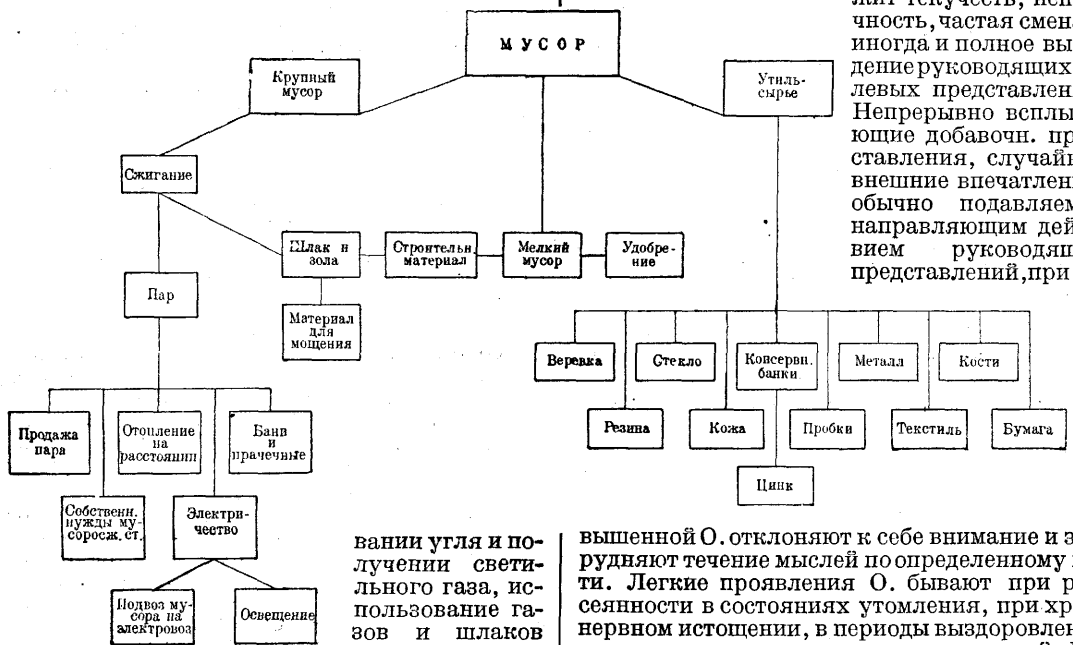 МУСОР
Крупный
мусор
Утиль-
сырье
Сжигание
Шлак и
зола
Строительн.
материал
Мелкий
мусор
Удобре-
ние
Пар
Материал
для
мощения
Веревка
Стекло
Консервн.
банки
Металл
Кости
Резина
Кожа
Пробки
Текстиль
Бумага
Цинк
Продажа
пара
Отопление
на
расстоянии
Бани
и
прачечные
Собственн.
нужды му-
соросж. ст.
Электри-
чество
Подвоз му-
сора на
электровоз
Освещение
вании угля и по-
лучении свети-
льного газа, ис-
пользование га-
зов и шлаков
жит текучесть, неп
чность, частая смена
иногда и полное вы
дение руководящих
левых представлен
Непрерывно всплы
ющие добавочн. пр
ставления, случайн
внешние впечатлен
обычно подавляем
направляющим дей
вием руководящ
представлений, при
вышенной О. отклоняют к себе внимание и з
рудняют течение мыслей по определенному
ти. Легкие проявления О. бывают при р
сеянности в состояниях утомления, при хр
нервном истощении, в периоды выздоровлен